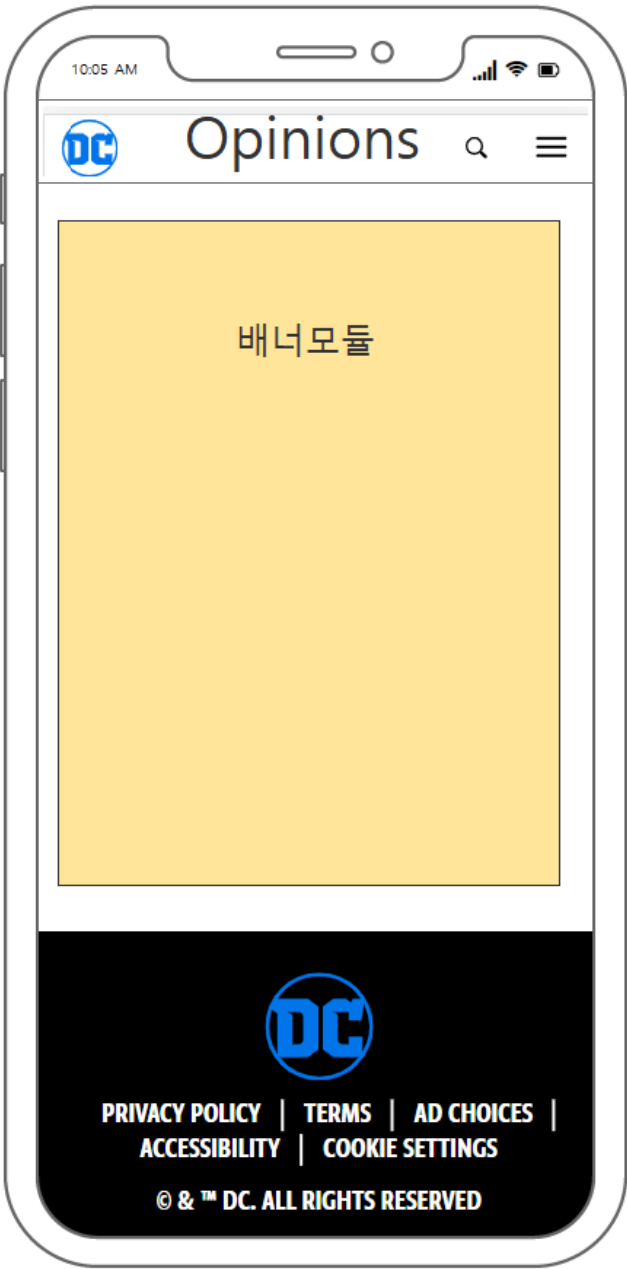 10:05 AM
DC Opinions
배너모듈
DC
PRIVACY POLICY | TERMS | AD CHOICES |
ACCESSIBILITY | COOKIE SETTINGS
© & ™ DC. ALL RIGHTS RESERVED